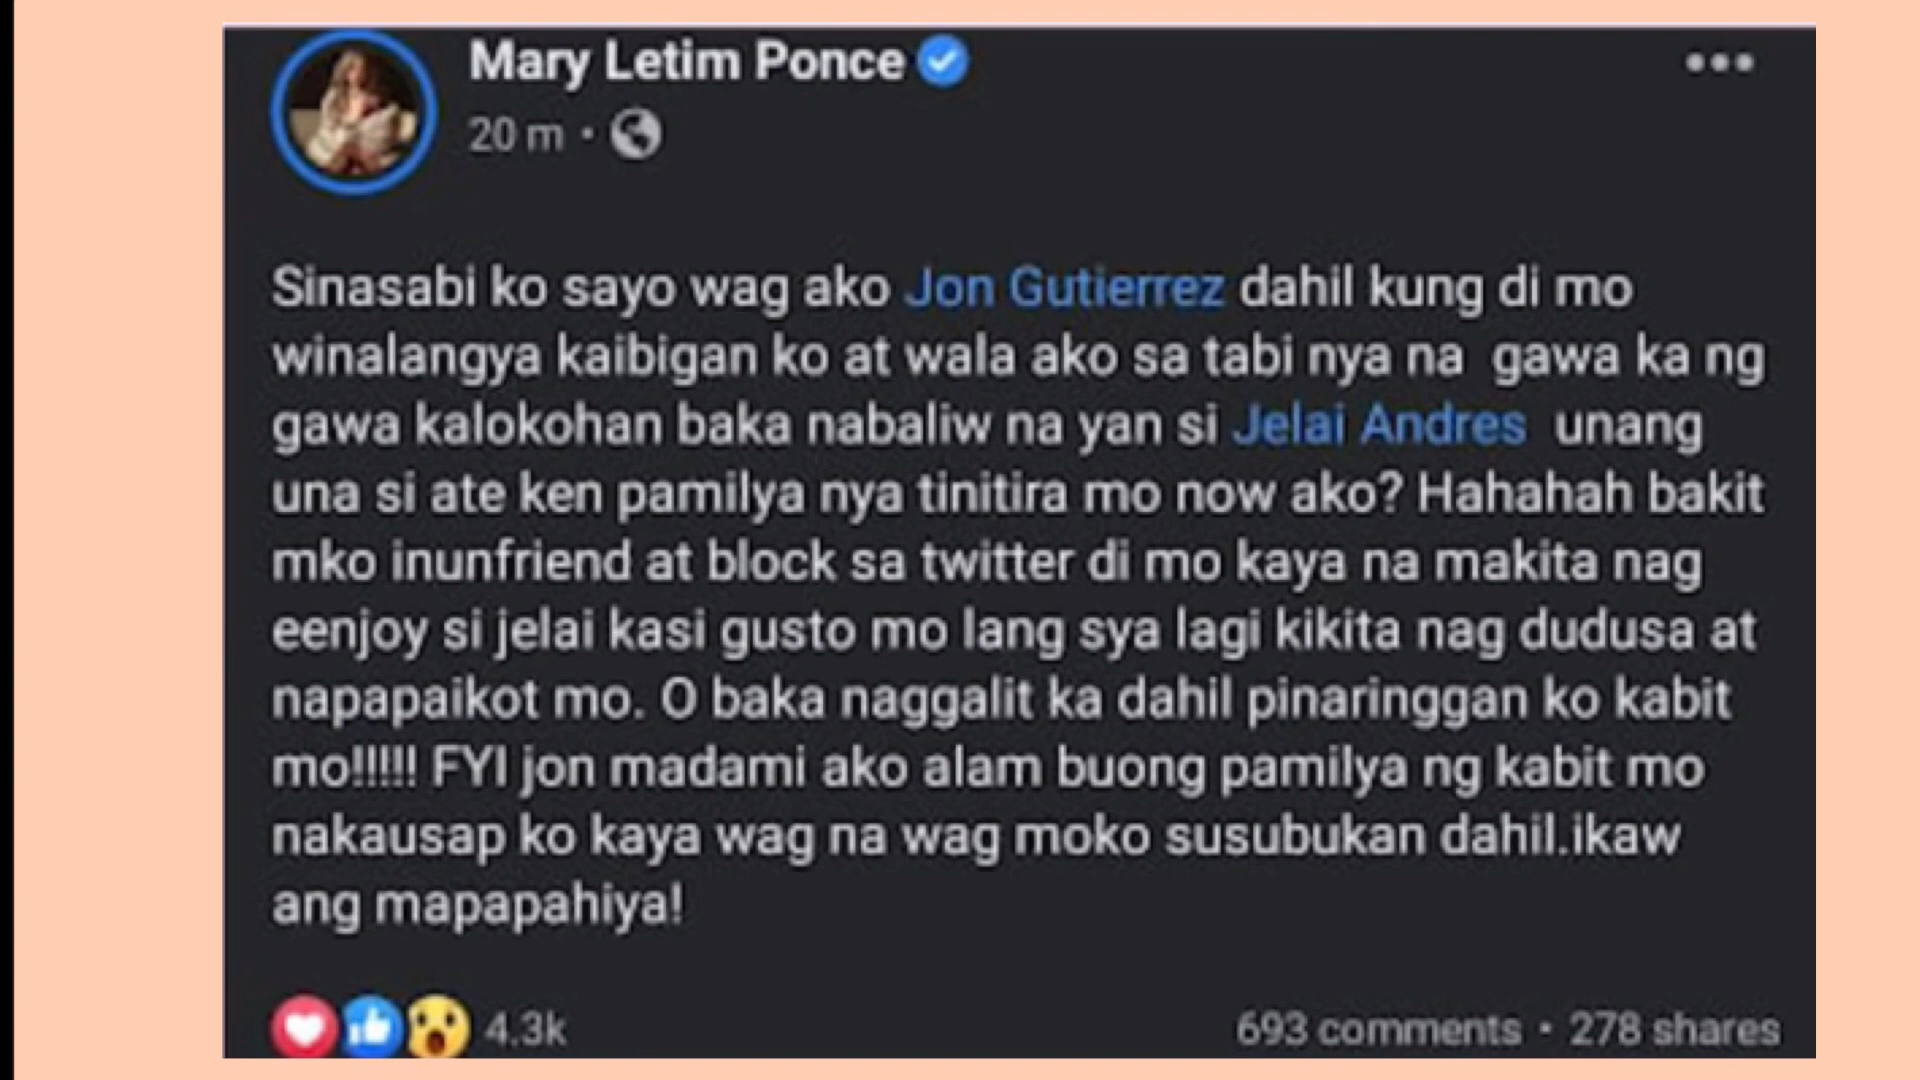 Mary Letim Ponce
20 m ·
Sinasabi ko sayo wag ako Jon Gutierrez dahil kung di mo
winalangya kaibigan ko at wala ako sa tabi nya na gawa ka ng
gawa kalokohan baka nabaliw na yan si Jelai Andres unang
una si ate ken pamilya nya tinitira mo now ako? Hahahah bakit
mko inunfriend at block sa twitter di mo kaya na makita nag
eenjoy si jelai kasi gusto mo lang sya lagi kikita nag dudusa at
napapaikot mo. O baka naggalit ka dahil pinaringgan ko kabit
mo!!!!! FYI jon madami ako alam buong pamilya ng kabit mo
nakausap ko kaya wag na wag moko susubukan dahil.ikaw
ang mapapahiya!
4.3k 693 comments · 278 shares